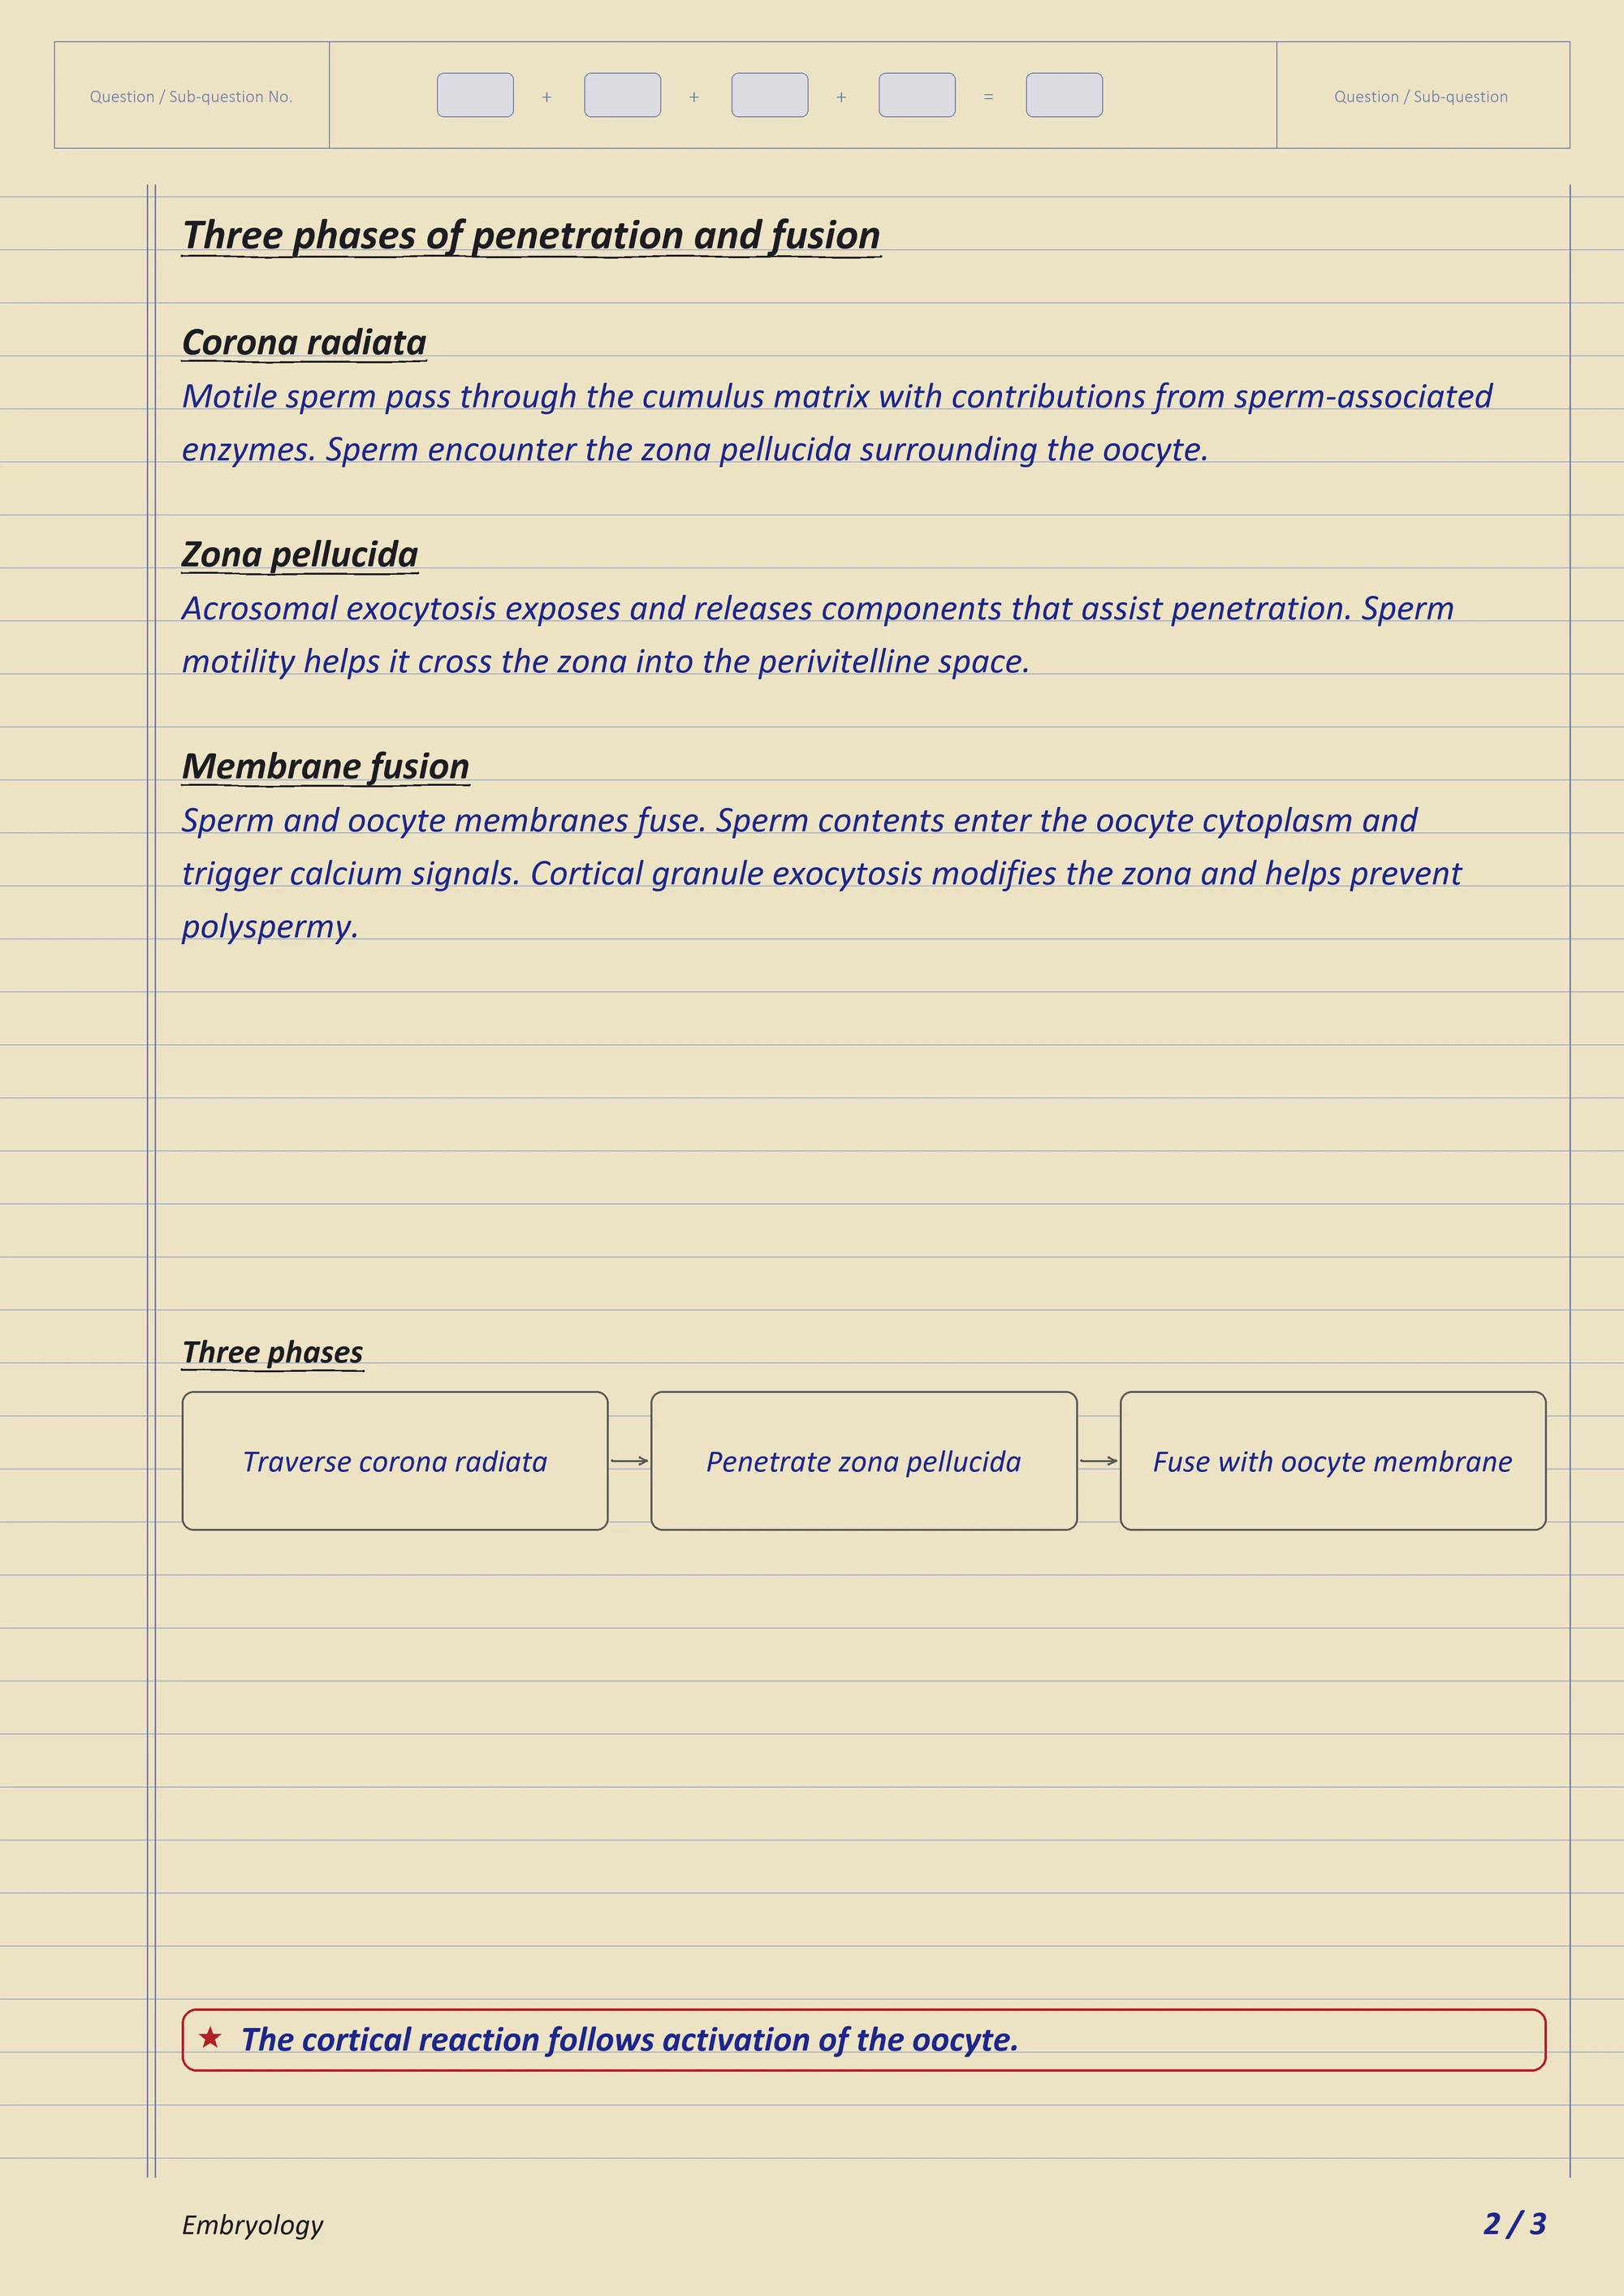 Question / Sub-question No.
+ + + =
Question / Sub-question
Three phases of penetration and fusion
Corona radiata
Motile sperm pass through the cumulus matrix with contributions from sperm-associated
enzymes. Sperm encounter the zona pellucida surrounding the oocyte.
Zona pellucida
Acrosomal exocytosis exposes and releases components that assist penetration. Sperm
motility helps it cross the zona into the perivitelline space.
Membrane fusion
Sperm and oocyte membranes fuse. Sperm contents enter the oocyte cytoplasm and
trigger calcium signals. Cortical granule exocytosis modifies the zona and helps prevent
polyspermy.
Three phases
Traverse corona radiata
Penetrate zona pellucida
Fuse with oocyte membrane
★ The cortical reaction follows activation of the oocyte.
Embryology
2 / 3